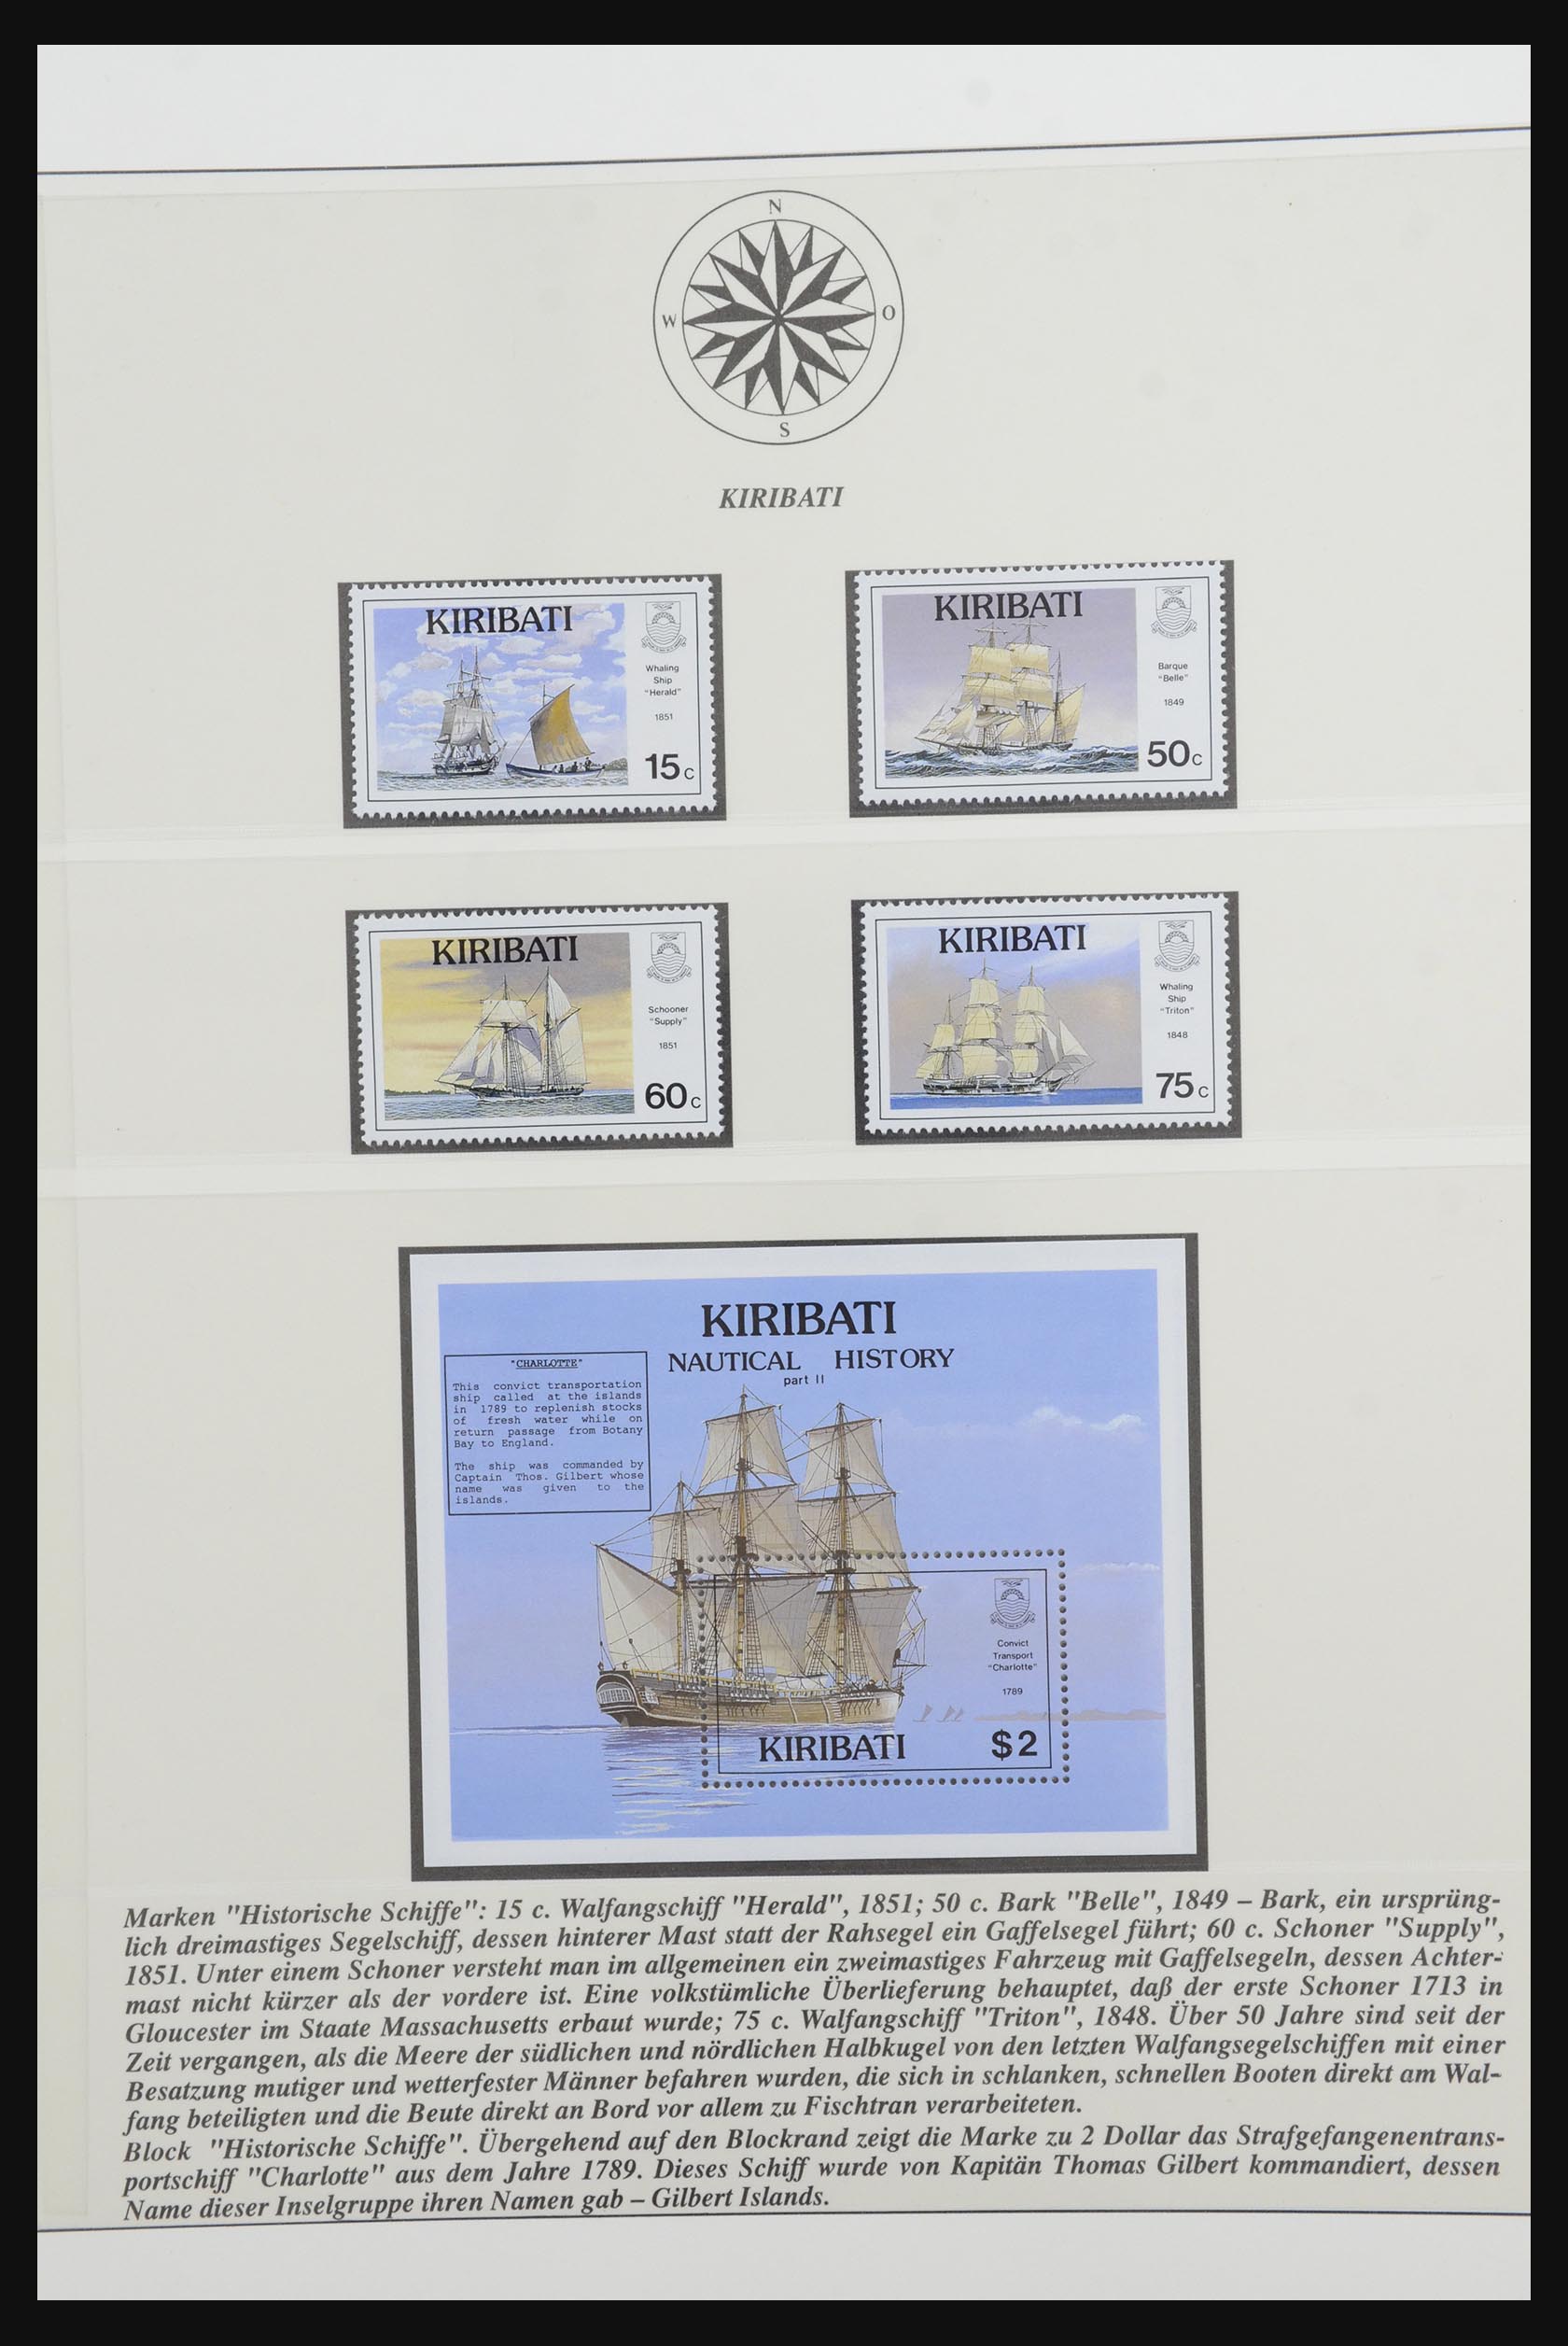 N
W
O
S
KIRIBATI
KIRIBATI
Whaling
Ship
"Herald"
1851
15c
KIRIBATI
Barque
"Belle"
1849
50c
KIRIBATI
Schooner
"Supply"
1851
60c
KIRIBATI
Whaling
Ship
"Triton"
1848
75c
KIRIBATI
NAUTICAL HISTORY
part II
"CHARLOTTE"
This convict transportation
ship called at the islands
in 1789 to replenish stocks
of fresh water while on
return passage from Botany
Bay to England.
The ship was commanded by
Captain Thos. Gilbert whose
name was given to the
islands.
Convict
Transport
"Charlotte"
1789
KIRIBATI
$2
Marken "Historische Schiffe": 15 c. Walfangschiff "Herald", 1851; 50 c. Bark "Belle", 1849 – Bark, ein ursprüng-
lich dreimastiges Segelschiff, dessen hinterer Mast statt der Rahsegel ein Gaffelsegel führt; 60 c. Schoner "Supply",
1851. Unter einem Schoner versteht man im allgemeinen ein zweimastiges Fahrzeug mit Gaffelsegeln, dessen Achter-
mast nicht kürzer als der vordere ist. Eine volkstümliche Überlieferung behauptet, daß der erste Schoner 1713 in
Gloucester im Staate Massachusetts erbaut wurde; 75 c. Walfangschiff "Triton", 1848. Über 50 Jahre sind seit der
Zeit vergangen, als die Meere der südlichen und nördlichen Halbkugel von den letzten Walfangsegelschiffen mit einer
Besatzung mutiger und wetterfester Männer befahren wurden, die sich in schlanken, schnellen Booten direkt am Wal-
fang beteiligten und die Beute direkt an Bord vor allem zu Fischtran verarbeiteten.
Block "Historische Schiffe". Übergehend auf den Blockrand zeigt die Marke zu 2 Dollar das Strafgefangenentrans-
portschiff "Charlotte" aus dem Jahre 1789. Dieses Schiff wurde von Kapitän Thomas Gilbert kommandiert, dessen
Name dieser Inselgruppe ihren Namen gab – Gilbert Islands.